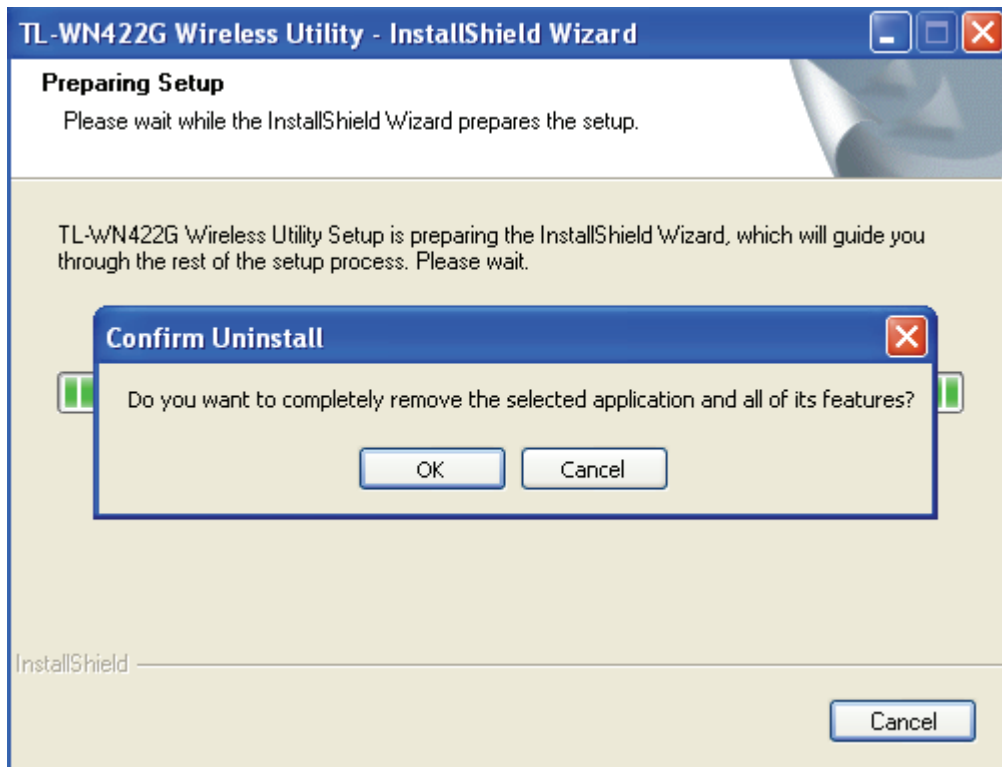 TL-WN422G Wireless Utility - InstallShield Wizard
Preparing Setup
Please wait while the InstallShield Wizard prepares the setup.
TL-WN422G Wireless Utility Setup is preparing the InstallShield Wizard, which will guide you
through the rest of the setup process. Please wait.
Confirm Uninstall
Do you want to completely remove the selected application and all of its features?
OK
Cancel
InstallShield
Cancel